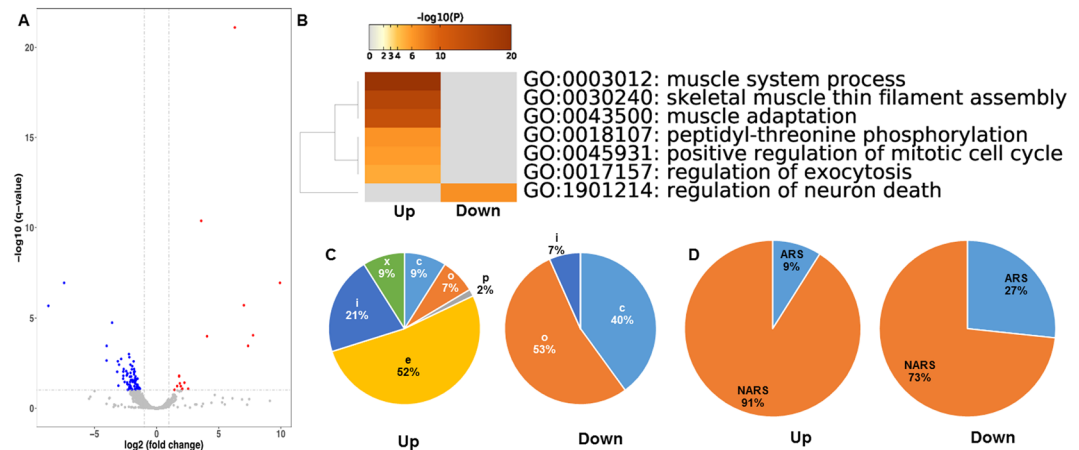 A
20
15
10
5
0
-log10 (q-value)
-5
0
5
10
log2 (fold change)
B
-log10(P)
0 2 3 4 6 10 20
GO:0003012: muscle system process
GO:0030240: skeletal muscle thin filament assembly
GO:0043500: muscle adaptation
GO:0018107: peptidyl-threonine phosphorylation
GO:0045931: positive regulation of mitotic cell cycle
GO:0017157: regulation of exocytosis
GO:1901214: regulation of neuron death
Up Down
C
x
9%
c
9%
o
7%
p
2%
i
21%
e
52%
Up
i
7%
c
40%
o
53%
Down
D
ARS
9%
NARS
91%
Up
ARS
27%
NARS
73%
Down